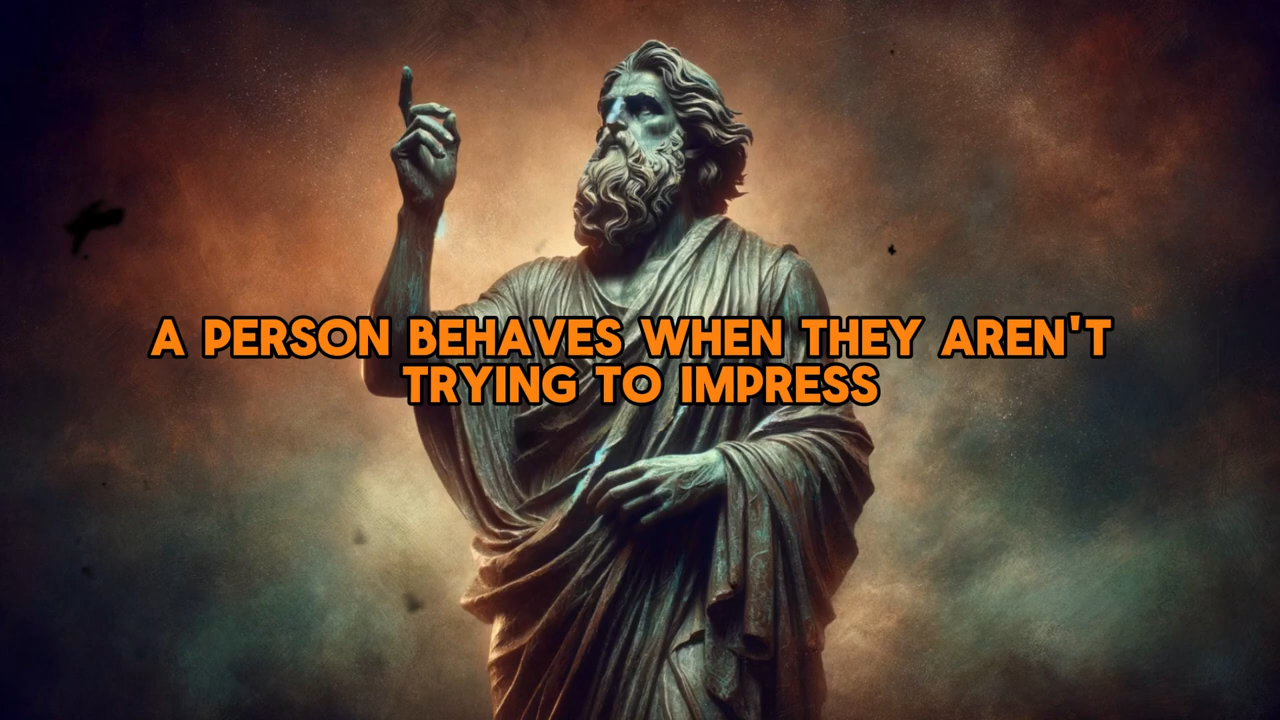 A PERSON BEHAVES WHEN THEY AREN'T
TRYING TO IMPRESS